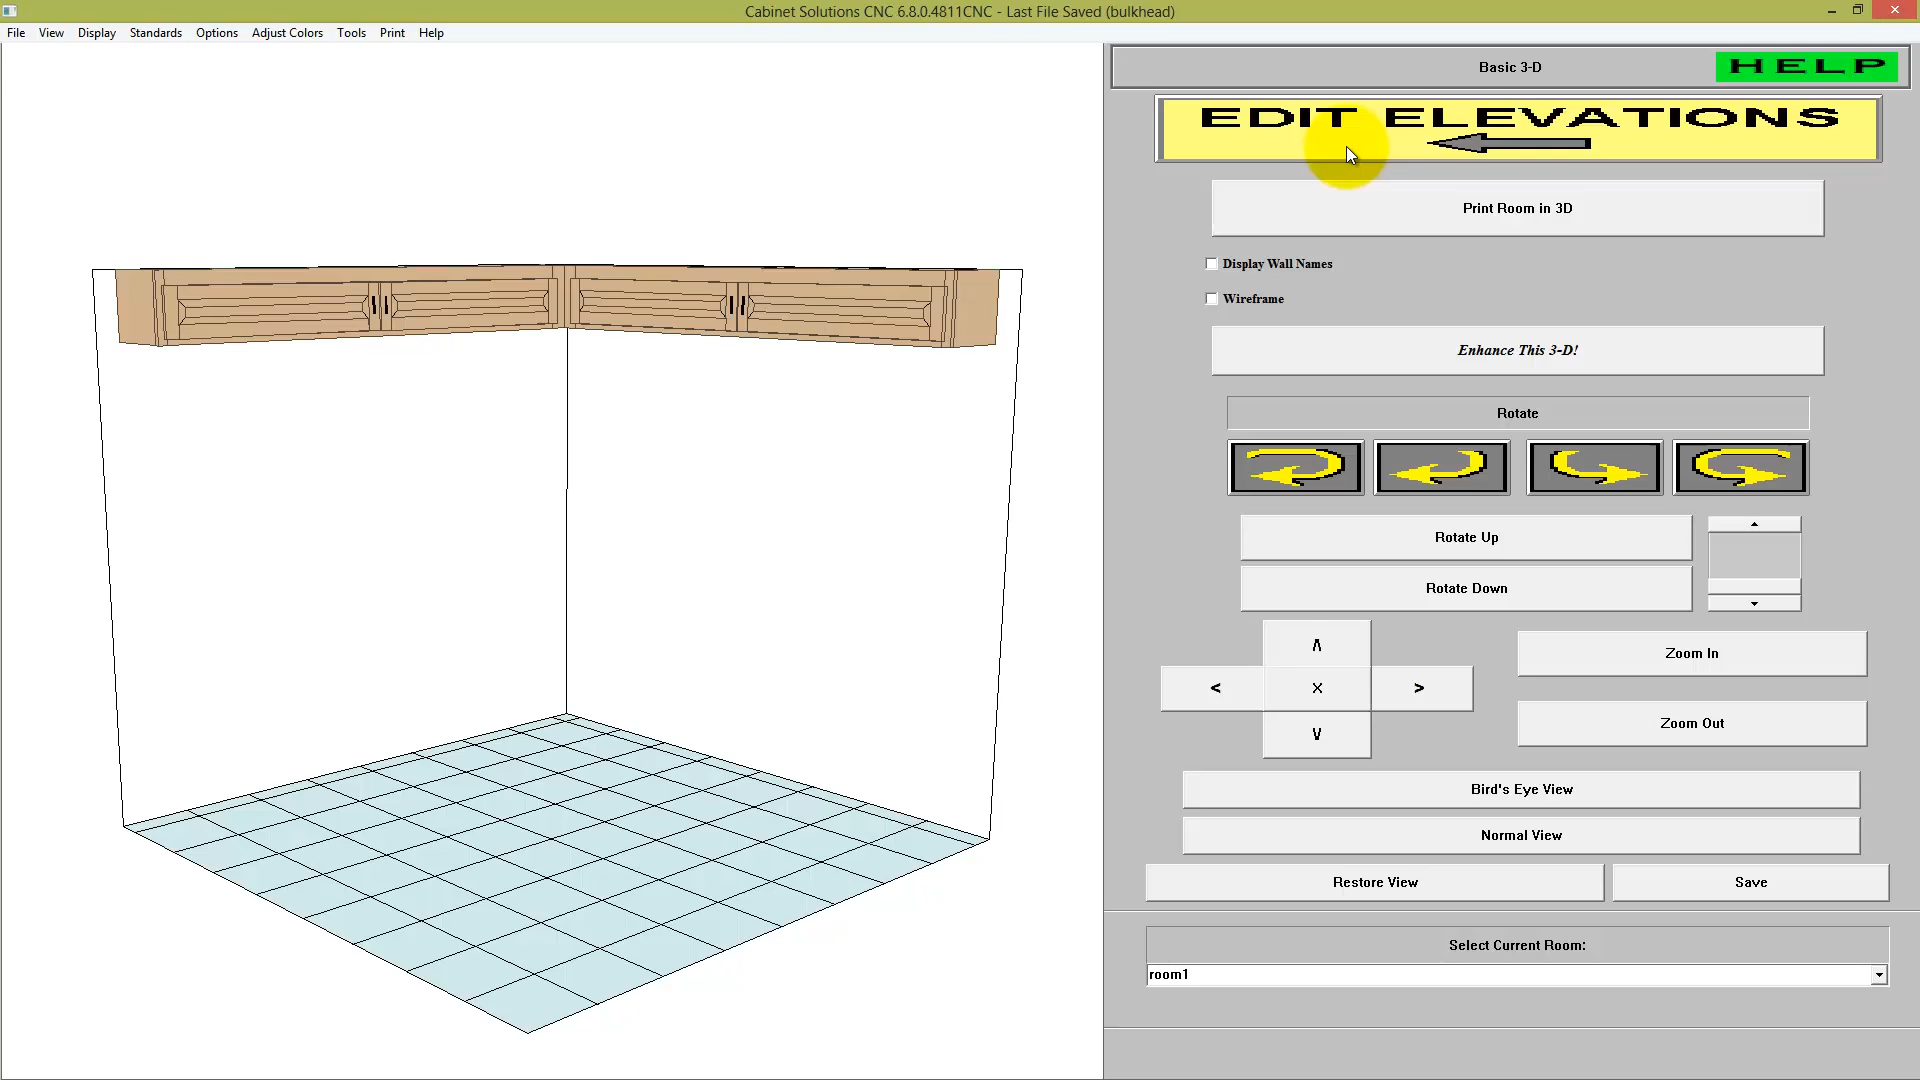 Cabinet Solutions CNC 6.8.0.4811CNC - Last File Saved (bulkhead)
File View Display Standards Options Adjust Colors Tools Print Help
Basic 3-D
HELP
EDIT ELEVATIONS
Print Room in 3D
Display Wall Names
Wireframe
Enhance This 3-D!
Rotate
Rotate Up
Rotate Down
Λ
< X >
V
Zoom In
Zoom Out
Bird's Eye View
Normal View
Restore View Save
Select Current Room:
room1